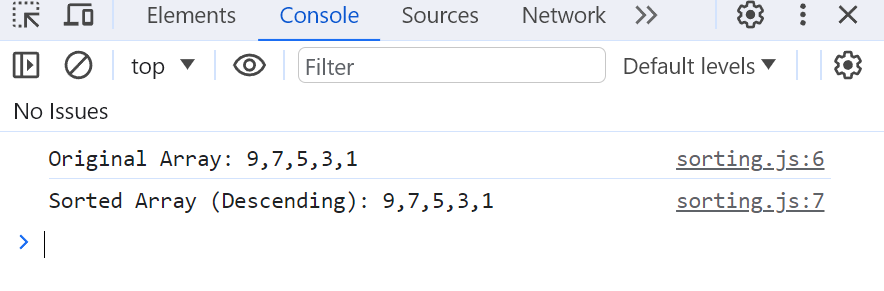 Elements Console Sources Network
top Filter Default levels
No Issues
Original Array: 9,7,5,3,1 sorting.js:6
Sorted Array (Descending): 9,7,5,3,1 sorting.js:7